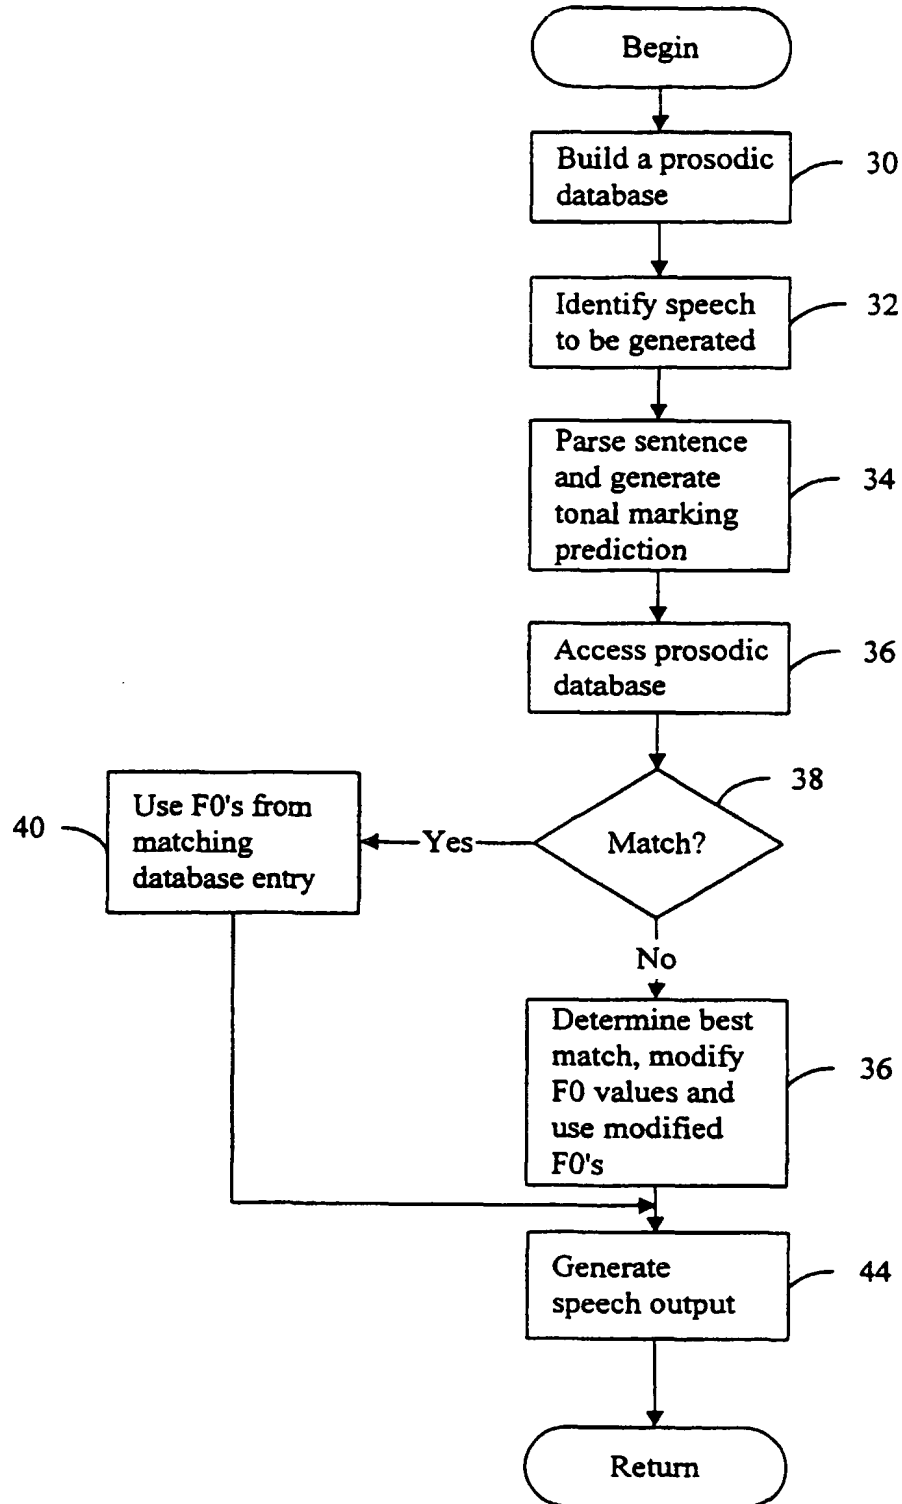 Begin
Build a prosodic
database
30
Identify speech
to be generated
32
Parse sentence
and generate
tonal marking
prediction
34
Access prosodic
database
36
Match?
38
Yes
Use F0's from
matching
database entry
40
No
Determine best
match, modify
F0 values and
use modified
F0's
36
Generate
speech output
44
Return